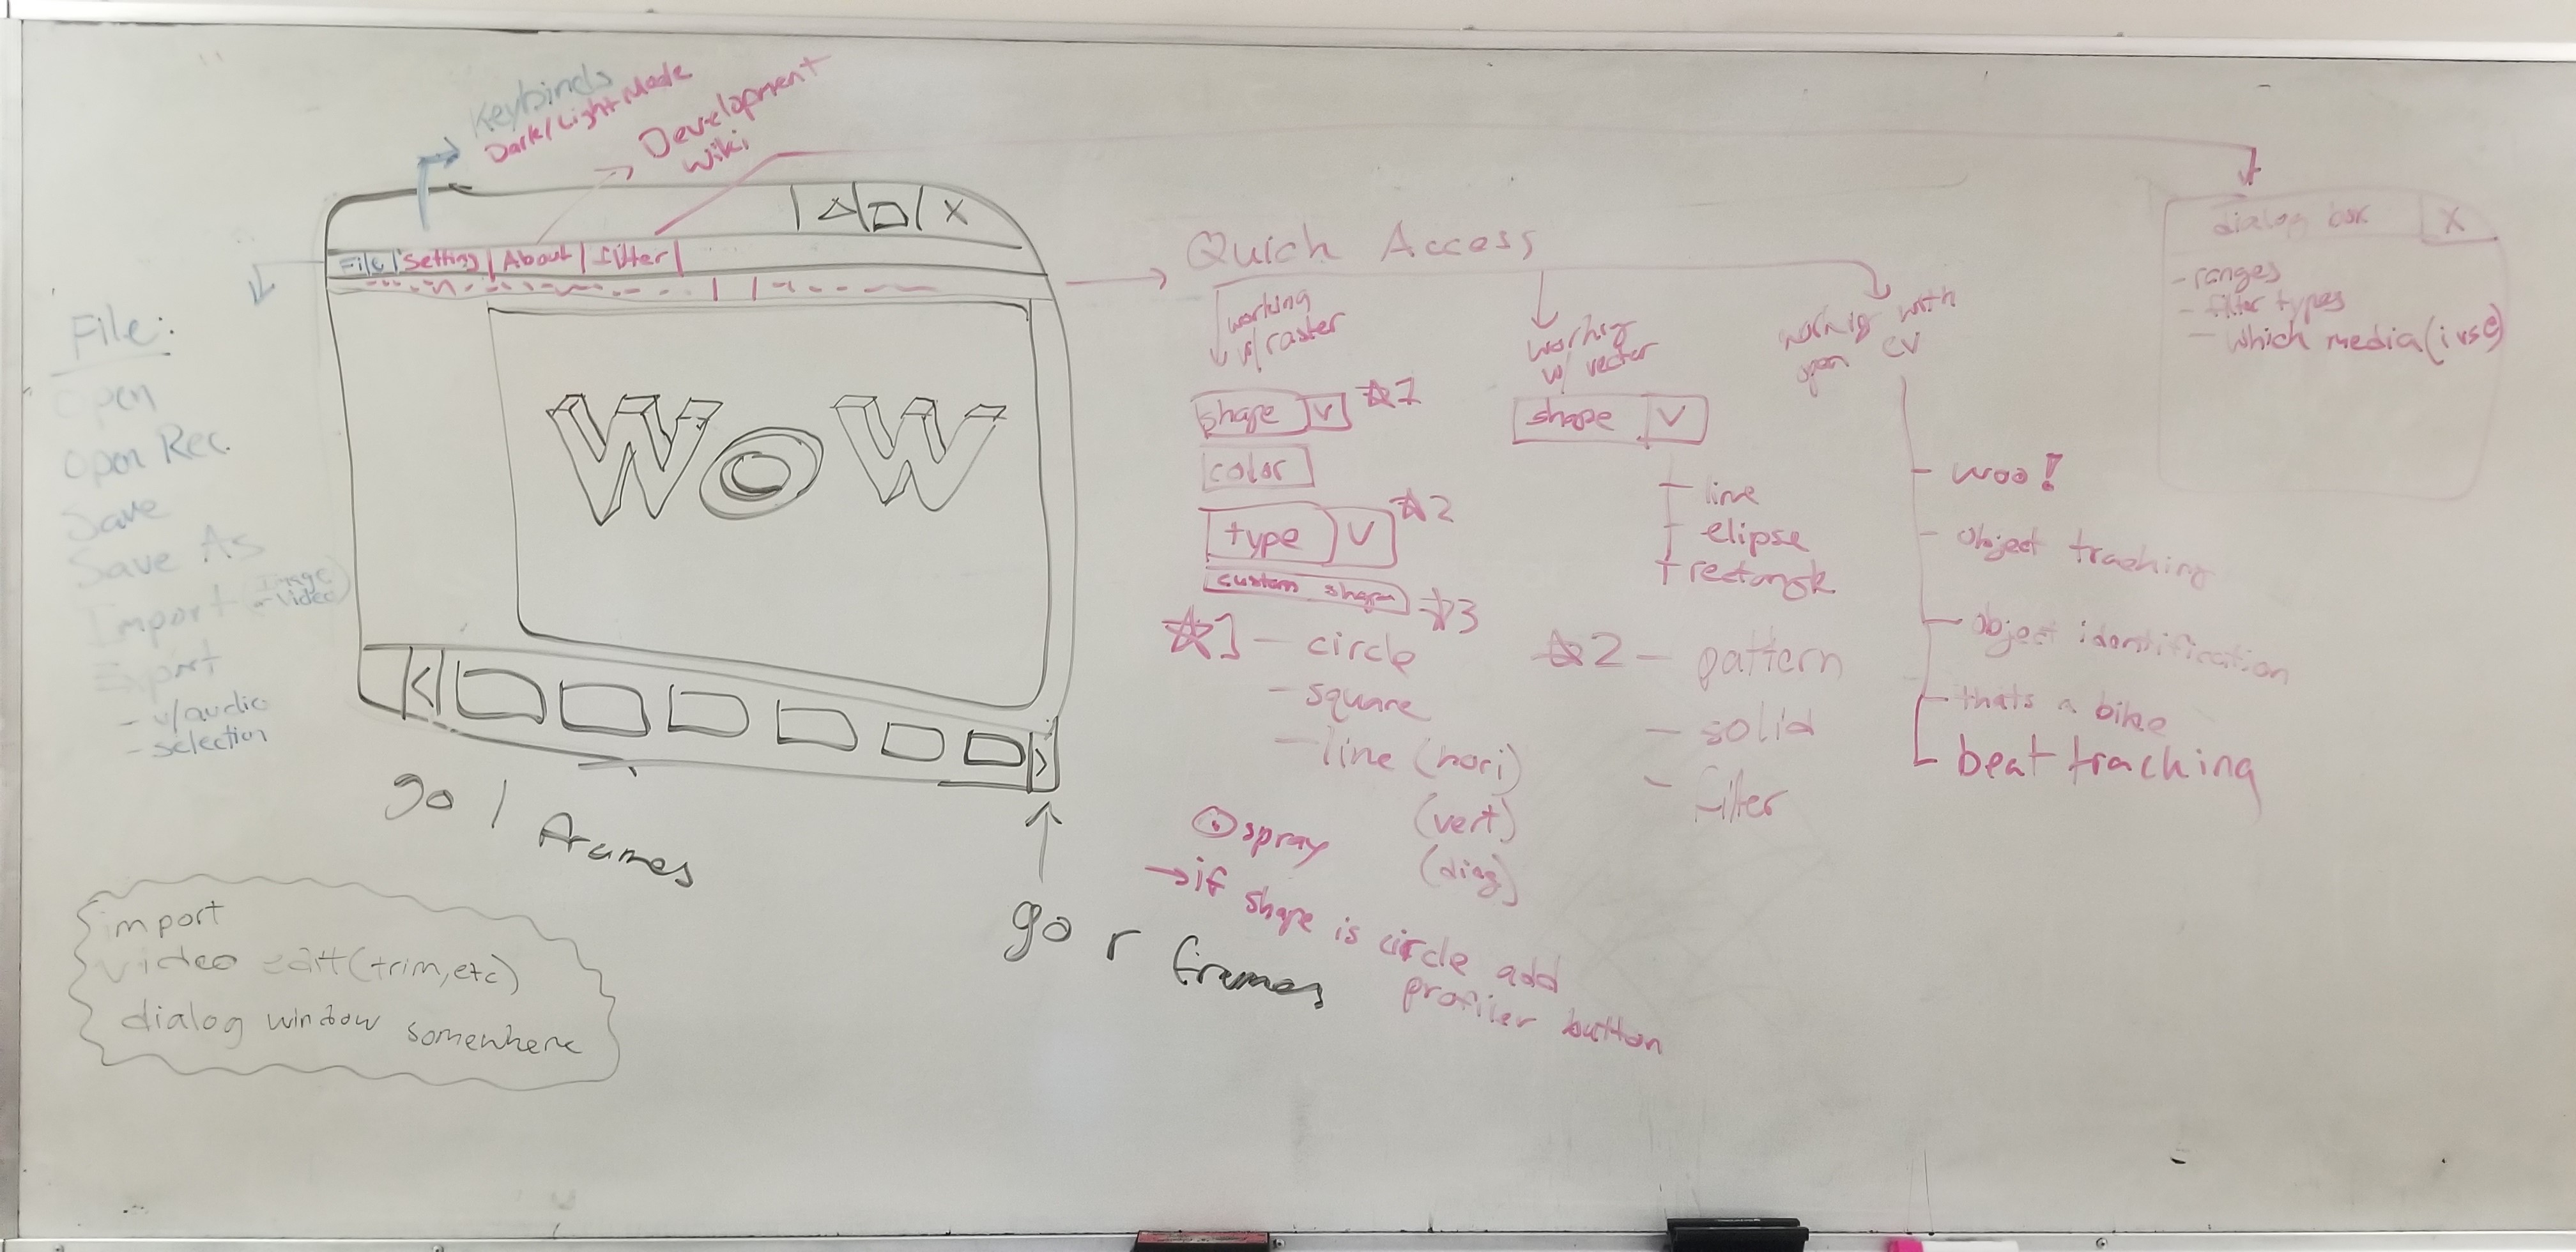 Keybinds
Dark/Light Mode
Development
Wiki
X
File | Setting | About | filter |
File:
Open
Open Rec.
Save
Save As
Import (Image
- Video)
Export
- w/audio
- selection
WOW
<
>
go l frames
go r frames
import
video edit (trim, etc)
dialog window somewhere
Quick Access
working
w/raster
shape V ☆1
color
type V ☆2
custom shape ☆3
☆1 - circle
- square
- line (hori)
(vert)
(diag)
spray
→ if shape is circle add
profiler button
working
w/ vector
shape V
- line
- elipse
+ rectangle
☆2 - pattern
- solid
- filter
working with
open CV
- woo!
- object tracking
- object identification
- thats a bike
- beat tracking
dialog box X
- ranges
- filter types
- which media